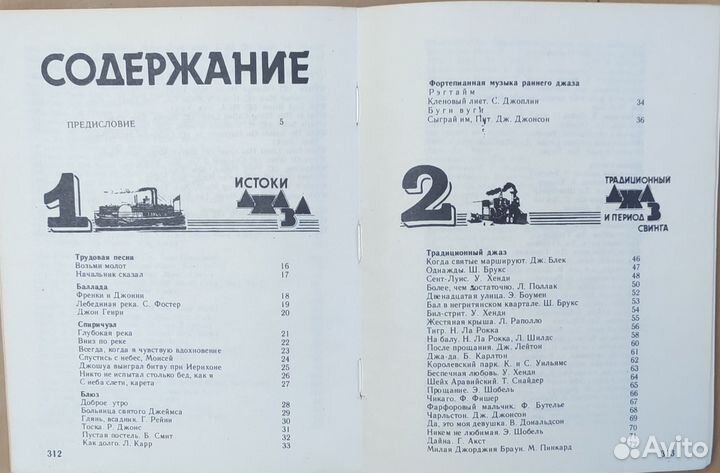 СОДЕРЖАНИЕ
ПРЕДИСЛОВИЕ 5
1
ИСТОКИ
ДЖАЗА
Трудовая песня
Возьми молот 16
Начальник сказал 17
Баллада
Френки и Джонни 18
Лебединая река. С. Фостер 19
Джон Генри 20
Спиричуэл
Глубокая река 21
Вниз по реке 22
Всегда, когда я чувствую вдохновение 23
Спустись с небес, Моисей 24
Джошуа выиграл битву при Иерихоне 25
Никто не испытал столько бед, как я 26
С неба слети, карета 27
Блюз
Доброе утро 28
Больница святого Джеймса 29
Глянь, всадник. Г. Рейни 30
Тоска. Р. Джонс 31
Пустая постель. Б. Смит 32
Как долго. Л. Карр 33
312
Фортепианная музыка раннего джаза
Рэгтайм
Кленовый лист. С. Джоплин 34
Буги вуги
Сыграй им, Пит. Дж. Джонсон 36
2
ТРАДИЦИОННЫЙ
ДЖАЗ
И ПЕРИОД
СВИНГА
Традиционный джаз
Когда святые маршируют. Дж. Блек 46
Однажды. Ш. Брукс 47
Сент-Луис. У. Хенди 48
Более, чем достаточно. Л. Поллак 50
Двенадцатая улица. Э. Боумен 52
Бал в негритянском квартале. Ш. Брукс 53
Бил-стрит. У. Хенди 54
Жестяная крыша. Л. Раполло 55
Тигр. Н. Ла Рокка 56
На балу. Н. Ла Рокка, Л. Шилдс 58
После прощания. Дж. Лейтон 59
Джа-да. Б. Карлтон 60
Королевский парк. К. и С. Уильямс 61
Беспечная любовь. У. Хенди 62
Шейх Аравийский. Т. Снайдер 63
Прощание. Э. Шобель 64
Чикаго. Ф. Фишер 65
Фарфоровый мальчик. Ф. Бутелье 66
Чарльстон. Дж. Джонсон 67
Да, это моя девушка. В. Дональдсон 68
Никем не любимая. Э. Шобель 70
Дайна. Г. Акст
Милая Джорджия Браун. М. Пинкард
Avito